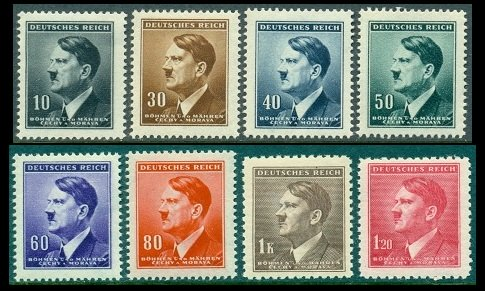 DEUTSCHES REICH
10
BÖHMEN U·D MÄHREN
ČECHY A MORAVA
DEUTSCHES REICH
30
BÖHMEN U·D MÄHREN
ČECHY A MORAVA
DEUTSCHES REICH
40
BÖHMEN U·D MÄHREN
ČECHY A MORAVA
DEUTSCHES REICH
50
BÖHMEN U·D MÄHREN
ČECHY A MORAVA
DEUTSCHES REICH
60
BÖHMEN U·D MÄHREN
ČECHY A MORAVA
DEUTSCHES REICH
80
BÖHMEN U·D MÄHREN
ČECHY A MORAVA
DEUTSCHES REICH
1K
BÖHMEN U·D MÄHREN
ČECHY A MORAVA
DEUTSCHES REICH
1.20
BÖHMEN U·D MÄHREN
ČECHY A MORAVA